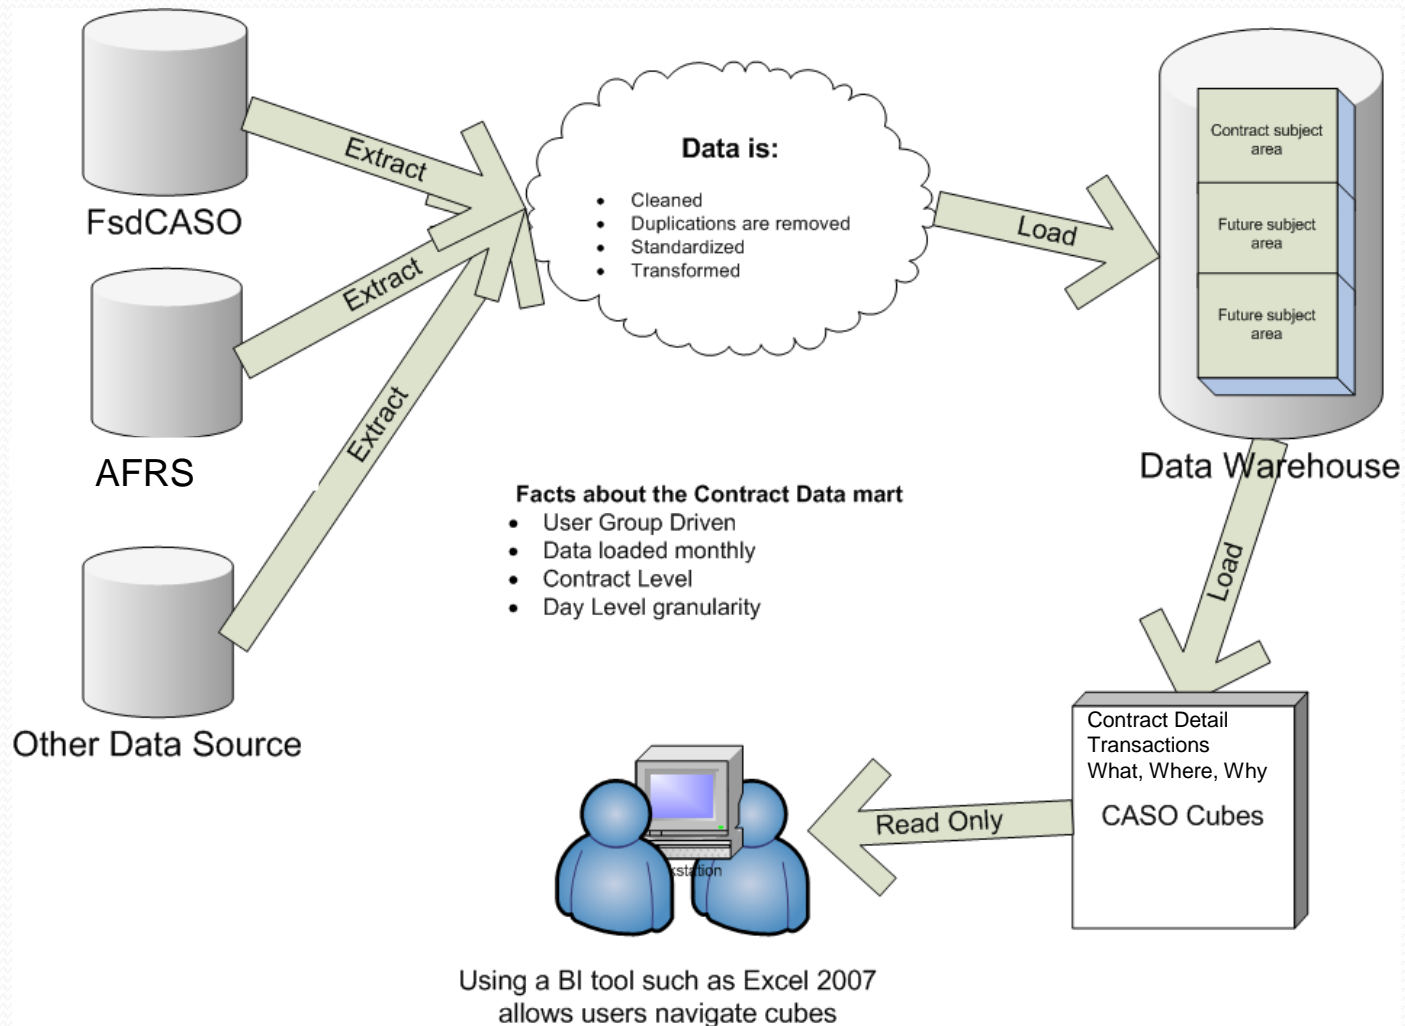 Extract
FsdCASO
Extract
AFRS
Extract
Other Data Source
Data is:
• Cleaned
• Duplications are removed
• Standardized
• Transformed
Load
Contract subject
area
Future subject
area
Future subject
area
Data Warehouse
Load
Facts about the Contract Data mart
• User Group Driven
• Data loaded monthly
• Contract Level
• Day Level granularity
Contract Detail
Transactions
What, Where, Why
CASO Cubes
Read Only
kstation
Using a BI tool such as Excel 2007
allows users navigate cubes